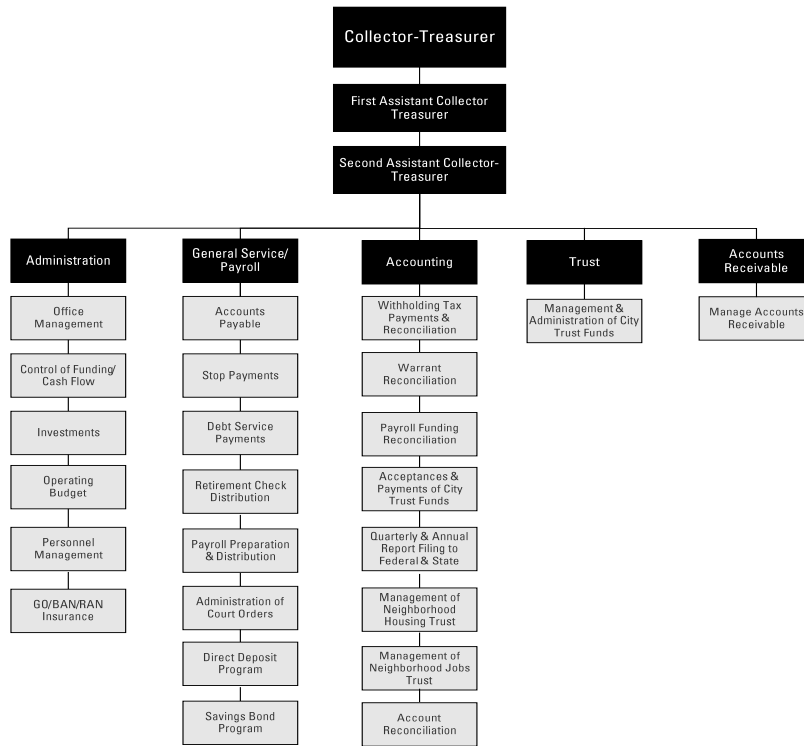 Collector-Treasurer
First Assistant Collector
Treasurer
Second Assistant Collector-
Treasurer
Administration
Office
Management
Control of Funding/
Cash Flow
Investments
Operating
Budget
Personnel
Management
GO/BAN/RAN
Insurance
General Service/
Payroll
Accounts
Payable
Stop Payments
Debt Service
Payments
Retirement Check
Distribution
Payroll Preparation
& Distribution
Administration of
Court Orders
Direct Deposit
Program
Savings Bond
Program
Accounting
Withholding Tax
Payments &
Reconciliation
Warrant
Reconciliation
Payroll Funding
Reconciliation
Acceptances &
Payments of City
Trust Funds
Quarterly & Annual
Report Filing to
Federal & State
Management of
Neighborhood
Housing Trust
Management of
Neighborhood Jobs
Trust
Account
Reconciliation
Trust
Management &
Administration of City
Trust Funds
Accounts
Receivable
Manage Accounts
Receivable